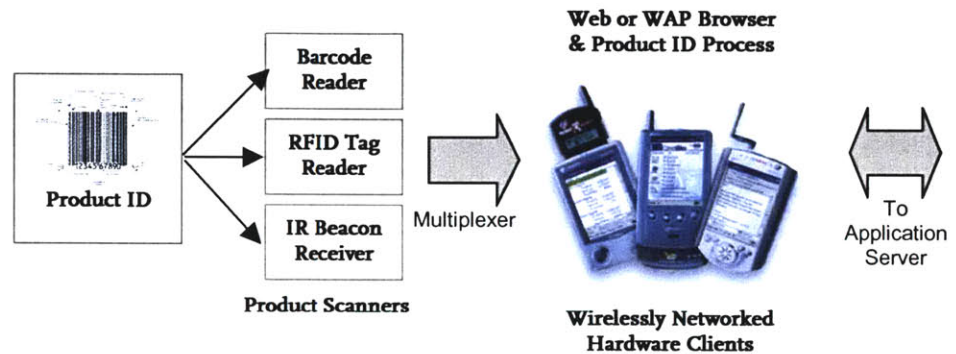 Web or WAP Browser
& Product ID Process
Barcode
Reader
RFID Tag
Reader
IR Beacon
Receiver
Product ID
Product Scanners
Multiplexer
Wirelessly Networked
Hardware Clients
To
Application
Server